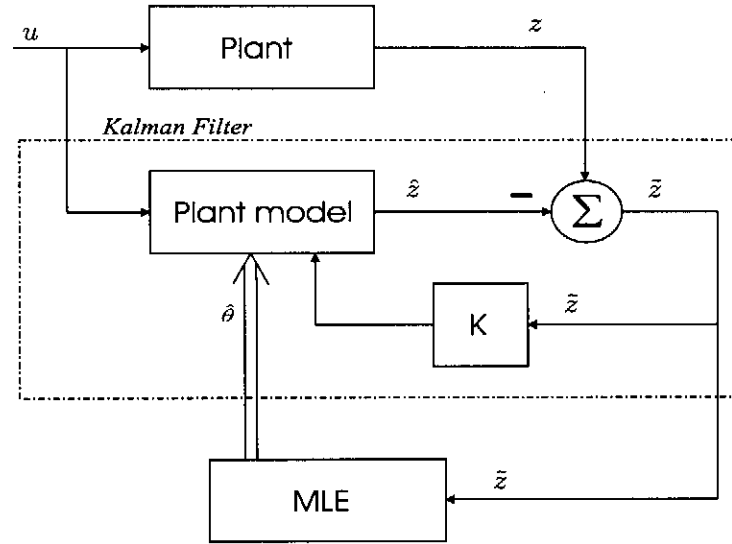 u
Plant
z
Kalman Filter
Plant model
ẑ
−
Σ
z̃
θ̂
K
z̃
MLE
z̃